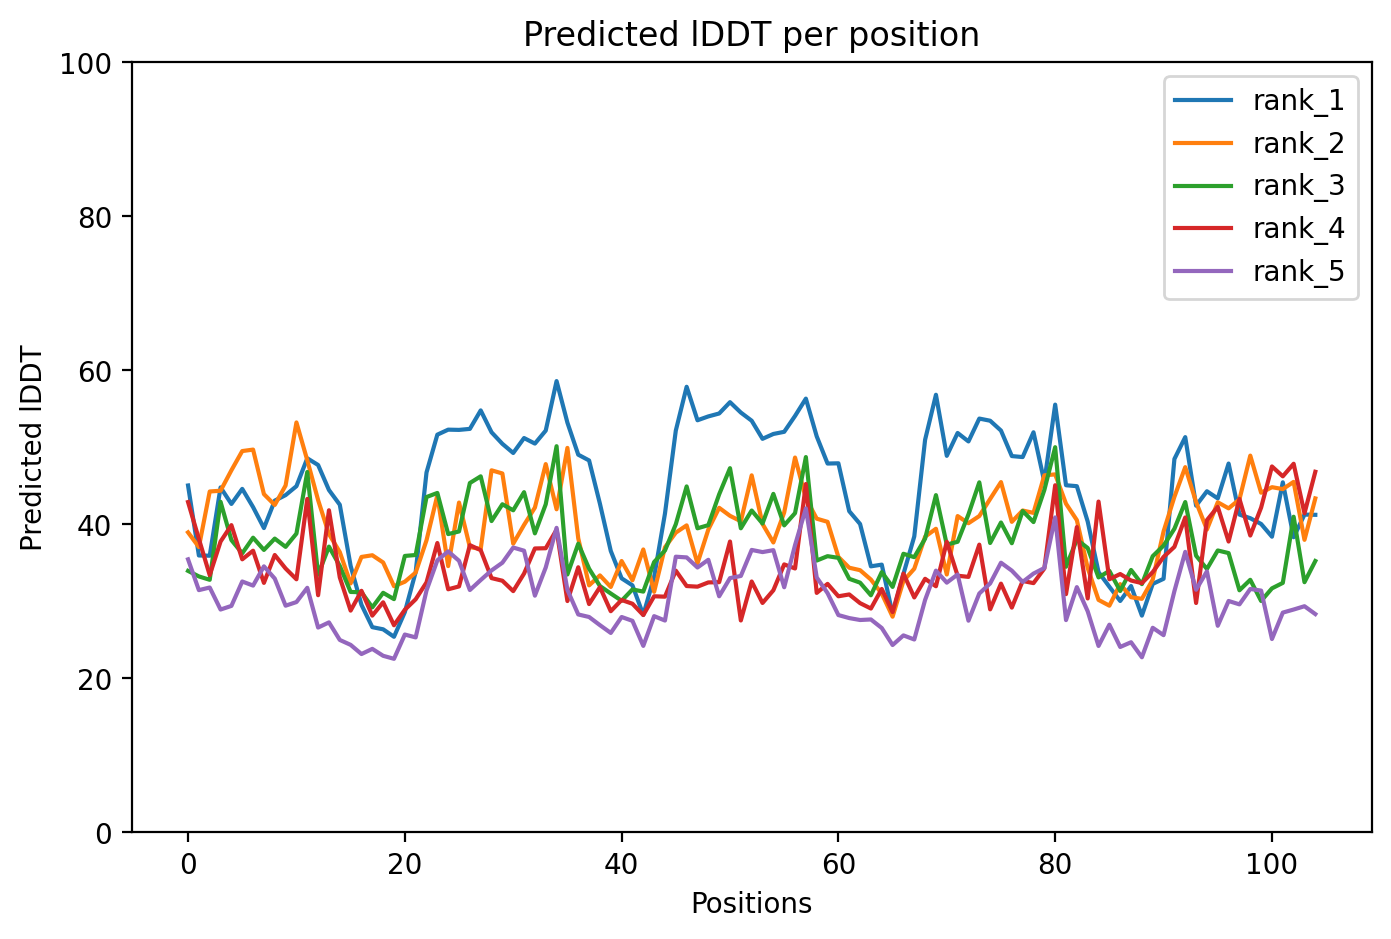 Predicted lDDT per position
Predicted lDDT
100
80
60
40
20
0
rank_1
rank_2
rank_3
rank_4
rank_5
0 20 40 60 80 100
Positions